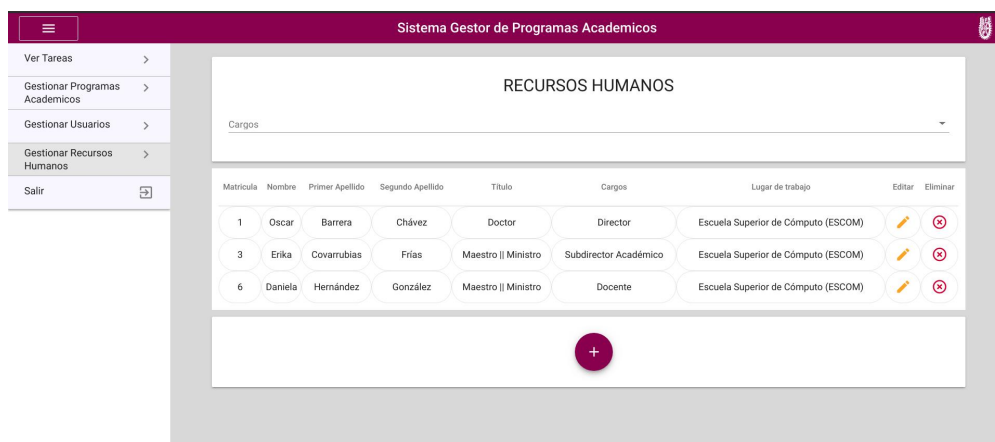 Sistema Gestor de Programas Academicos
Ver Tareas
Gestionar Programas
Academicos
Gestionar Usuarios
Gestionar Recursos
Humanos
Salir
RECURSOS HUMANOS
Cargos
Matricula Nombre Primer Apellido Segundo Apellido Título Cargos Lugar de trabajo Editar Eliminar
1 Oscar Barrera Chávez Doctor Director Escuela Superior de Cómputo (ESCOM)
3 Erika Covarrubias Frías Maestro || Ministro Subdirector Académico Escuela Superior de Cómputo (ESCOM)
6 Daniela Hernández González Maestro || Ministro Docente Escuela Superior de Cómputo (ESCOM)
+